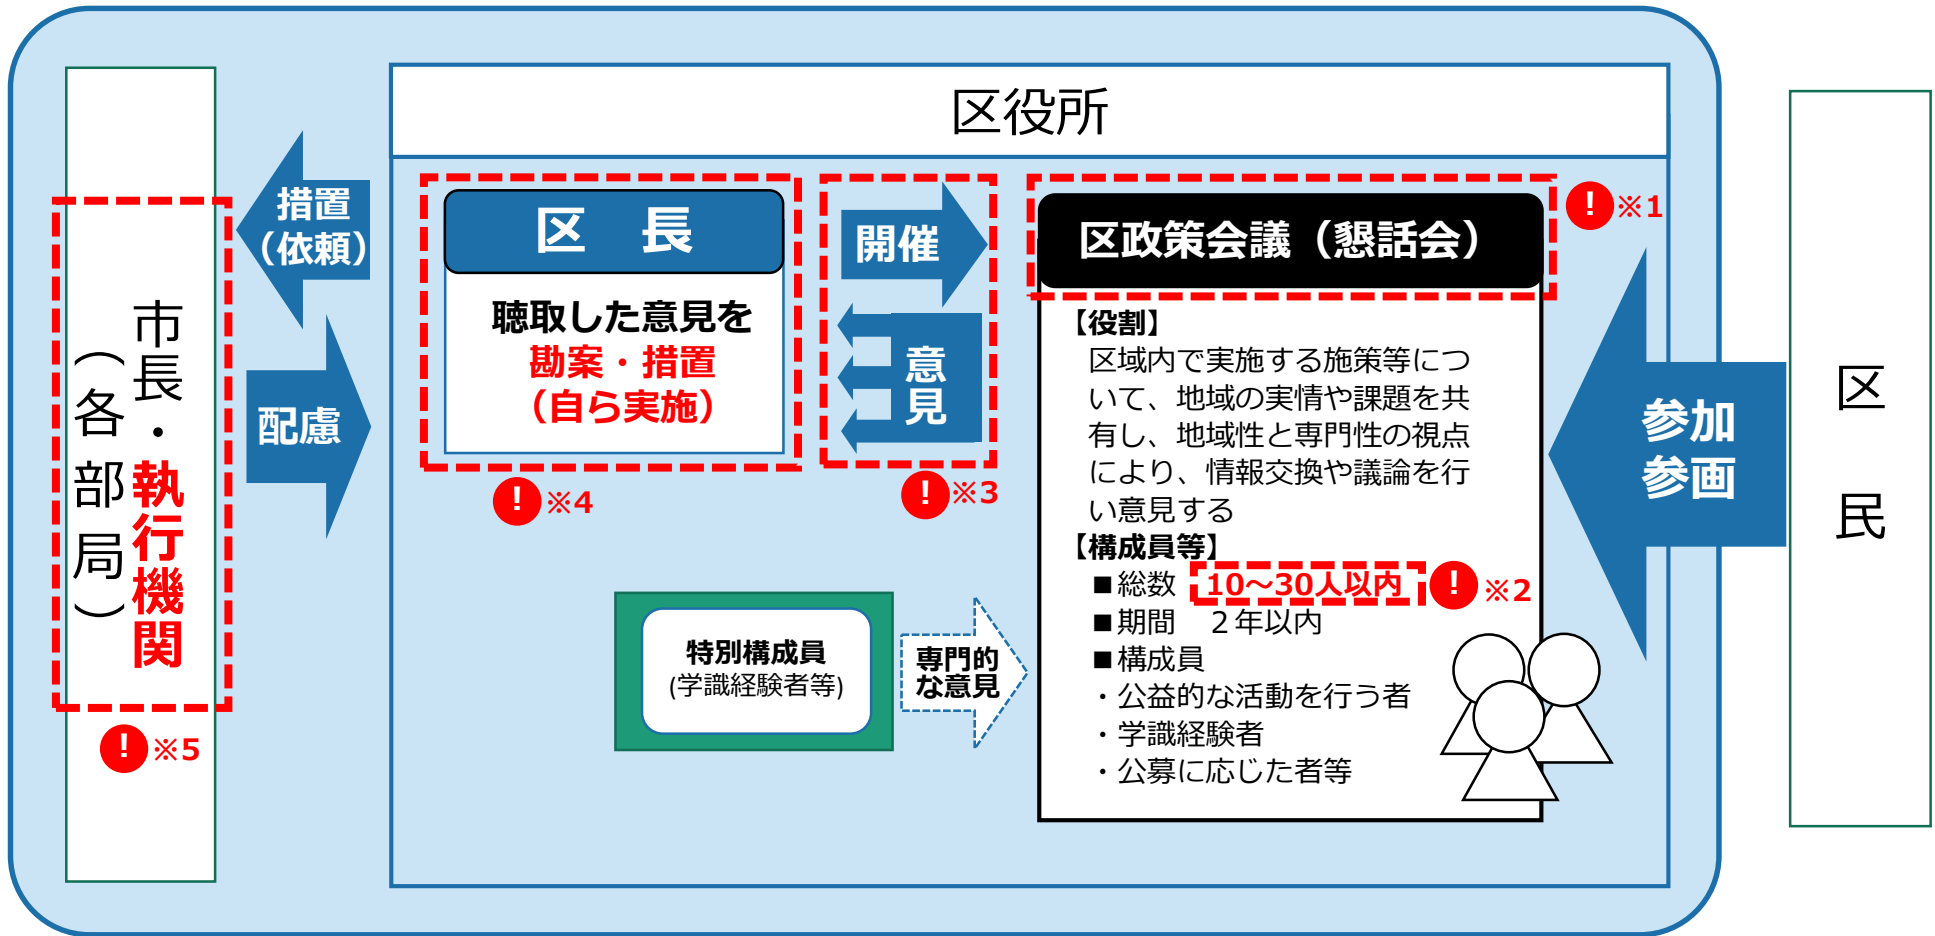 区役所
市長・執行機関
（各部局）
措置
（依頼）
配慮
区　長
聴取した意見を
勘案・措置
（自ら実施）
開催
意見
区政策会議（懇話会）
【役割】
区域内で実施する施策等につ
いて、地域の実情や課題を共
有し、地域性と専門性の視点
により、情報交換や議論を行
い意見する
【構成員等】
■総数　10～30人以内
■期間　２年以内
■構成員
・公益的な活動を行う者
・学識経験者
・公募に応じた者等
特別構成員
(学識経験者等)
専門的
な意見
参加
参画
区　民
! ※1
! ※2
! ※3
! ※4
! ※5